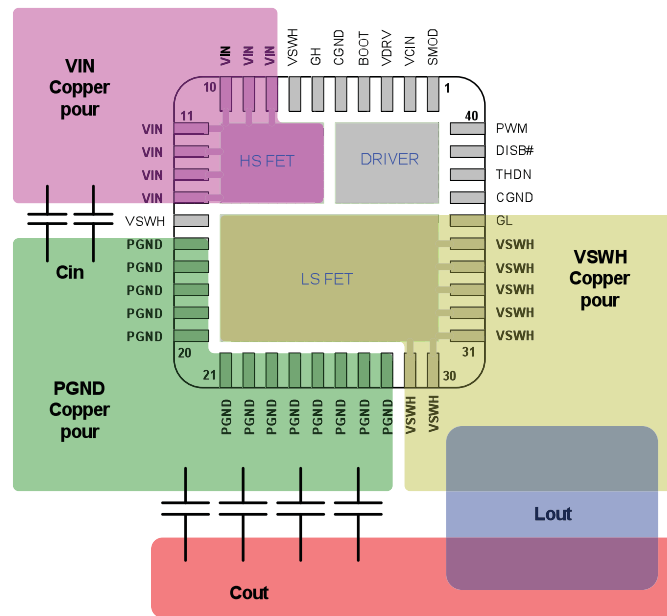 VIN
Copper
pour
VIN
VIN
VIN
VSWH
GH
CGND
BOOT
VDRV
VCIN
SMOD
10
1
11
40
VIN
VIN
VIN
VIN
VSWH
PGND
PGND
PGND
PGND
PGND
HS FET
DRIVER
LS FET
PWM
DISB#
THDN
CGND
GL
VSWH
VSWH
VSWH
VSWH
VSWH
VSWH
Copper
pour
Cin
20
31
21
30
PGND
Copper
pour
PGND
PGND
PGND
PGND
PGND
PGND
PGND
PGND
VSWH
VSWH
Lout
Cout